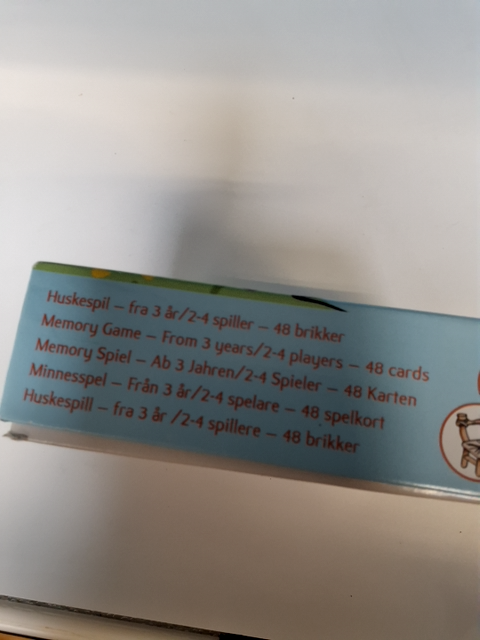 Huskespil – fra 3 år/2-4 spiller – 48 brikker
Memory Game – From 3 years/2-4 players – 48 cards
Memory Spiel – Ab 3 Jahren/2-4 Spieler – 48 Karten
Minnesspel – Från 3 år/2-4 spelare – 48 spelkort
Huskespill – fra 3 år /2-4 spillere – 48 brikker